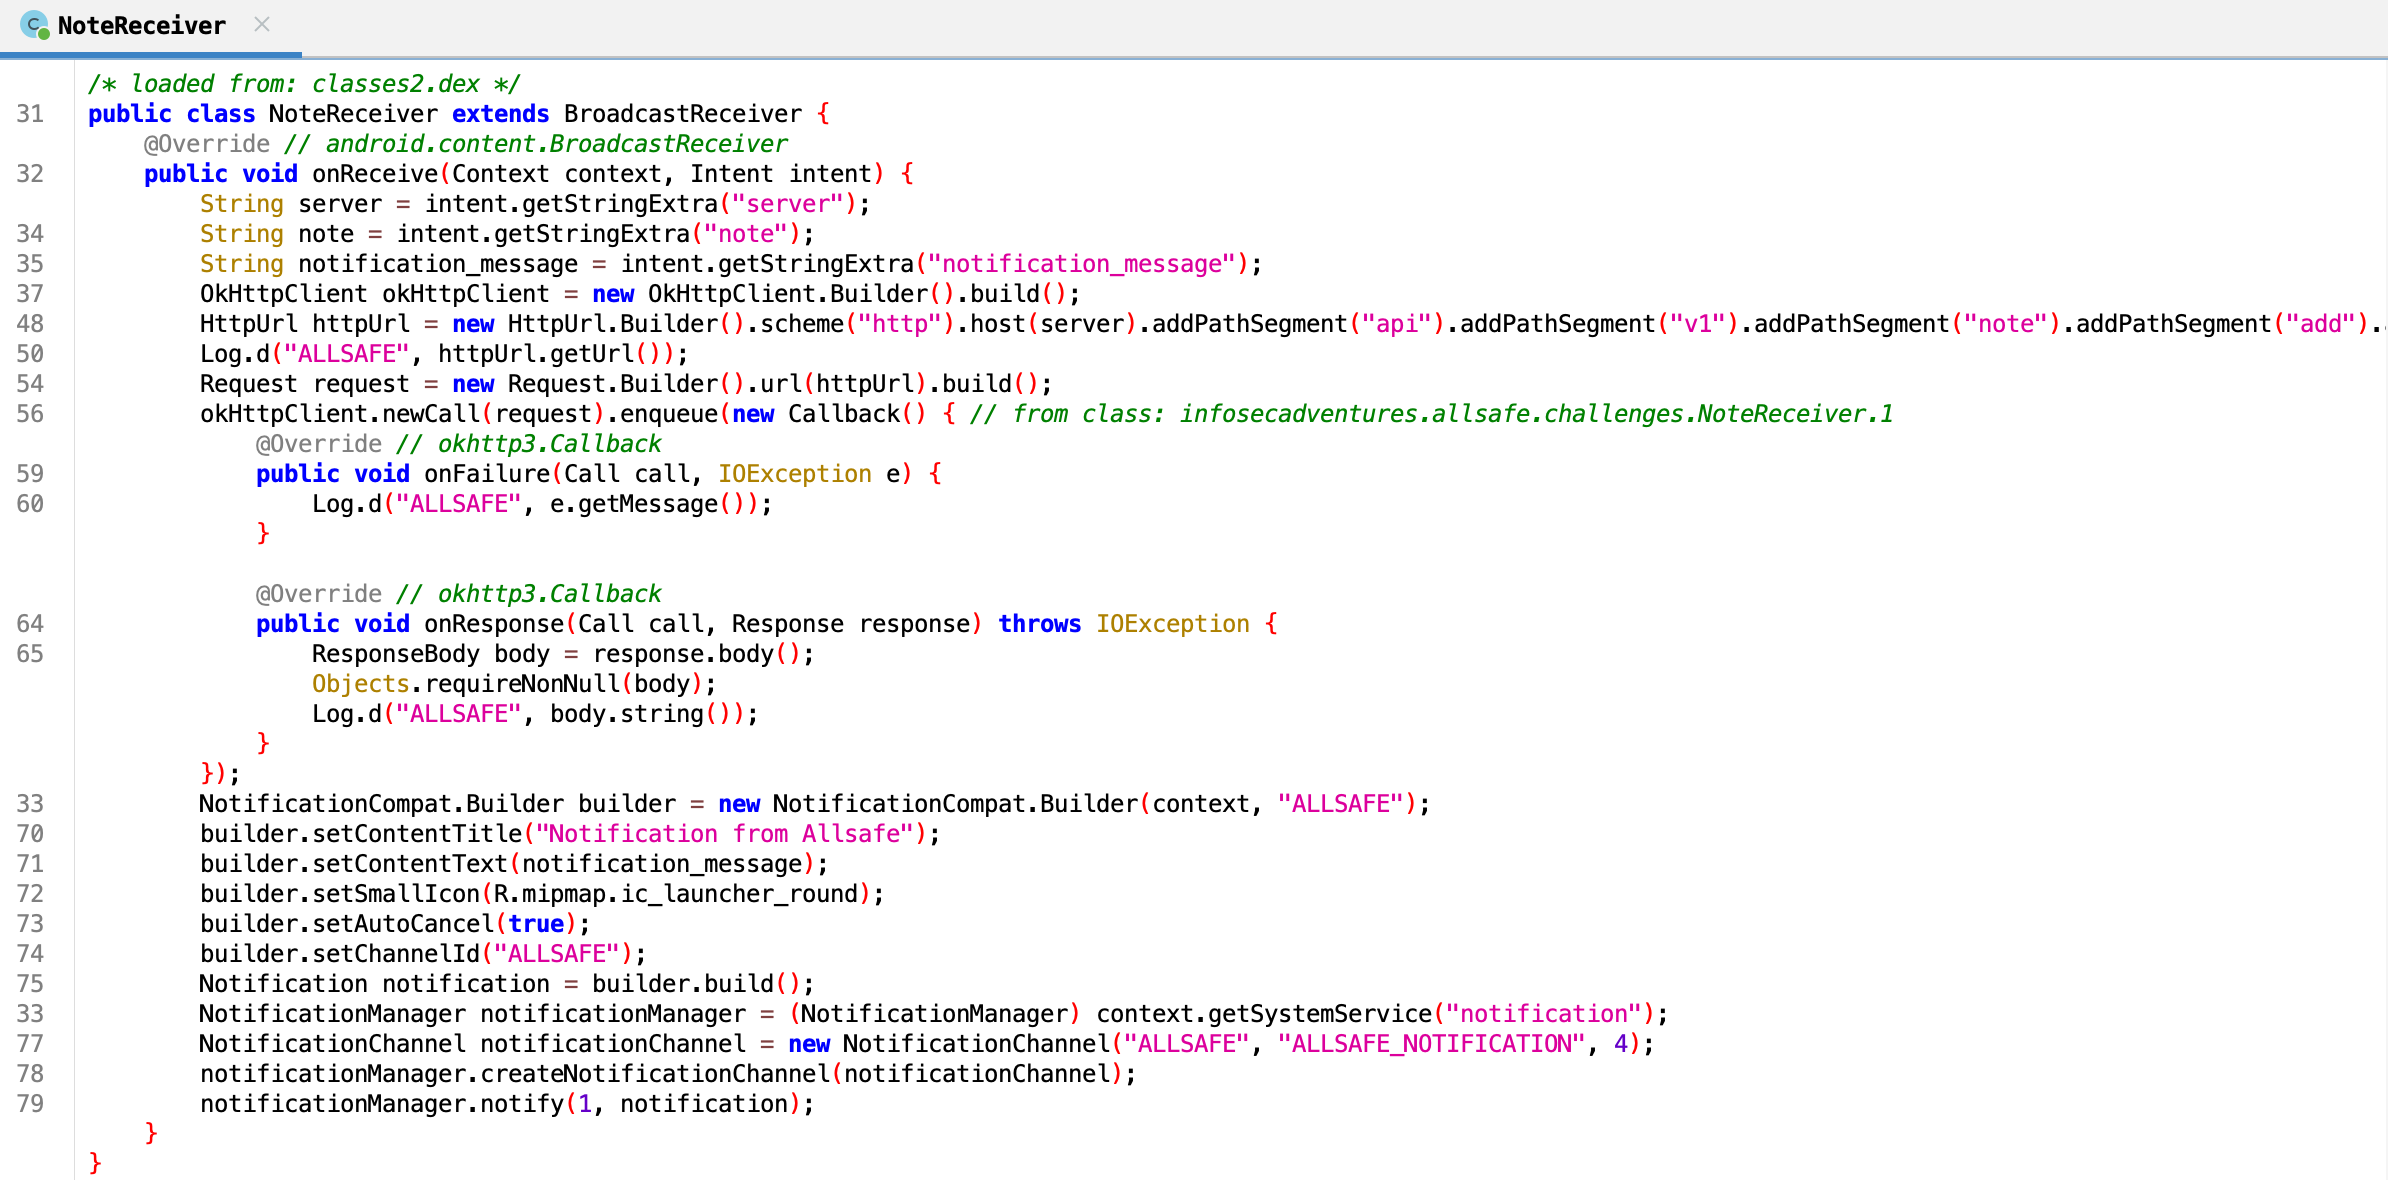 NoteReceiver
/* loaded from: classes2.dex */
31 public class NoteReceiver extends BroadcastReceiver {
@Override // android.content.BroadcastReceiver
32 public void onReceive(Context context, Intent intent) {
String server = intent.getStringExtra("server");
34 String note = intent.getStringExtra("note");
35 String notification_message = intent.getStringExtra("notification_message");
37 OkHttpClient okHttpClient = new OkHttpClient.Builder().build();
48 HttpUrl httpUrl = new HttpUrl.Builder().scheme("http").host(server).addPathSegment("api").addPathSegment("v1").addPathSegment("note").addPathSegment("add").
50 Log.d("ALLSAFE", httpUrl.getUrl());
54 Request request = new Request.Builder().url(httpUrl).build();
56 okHttpClient.newCall(request).enqueue(new Callback() { // from class: infosecadventures.allsafe.challenges.NoteReceiver.1
@Override // okhttp3.Callback
59 public void onFailure(Call call, IOException e) {
60 Log.d("ALLSAFE", e.getMessage());
}
@Override // okhttp3.Callback
64 public void onResponse(Call call, Response response) throws IOException {
65 ResponseBody body = response.body();
Objects.requireNonNull(body);
Log.d("ALLSAFE", body.string());
}
});
33 NotificationCompat.Builder builder = new NotificationCompat.Builder(context, "ALLSAFE");
70 builder.setContentTitle("Notification from Allsafe");
71 builder.setContentText(notification_message);
72 builder.setSmallIcon(R.mipmap.ic_launcher_round);
73 builder.setAutoCancel(true);
74 builder.setChannelId("ALLSAFE");
75 Notification notification = builder.build();
33 NotificationManager notificationManager = (NotificationManager) context.getSystemService("notification");
77 NotificationChannel notificationChannel = new NotificationChannel("ALLSAFE", "ALLSAFE_NOTIFICATION", 4);
78 notificationManager.createNotificationChannel(notificationChannel);
79 notificationManager.notify(1, notification);
}
}